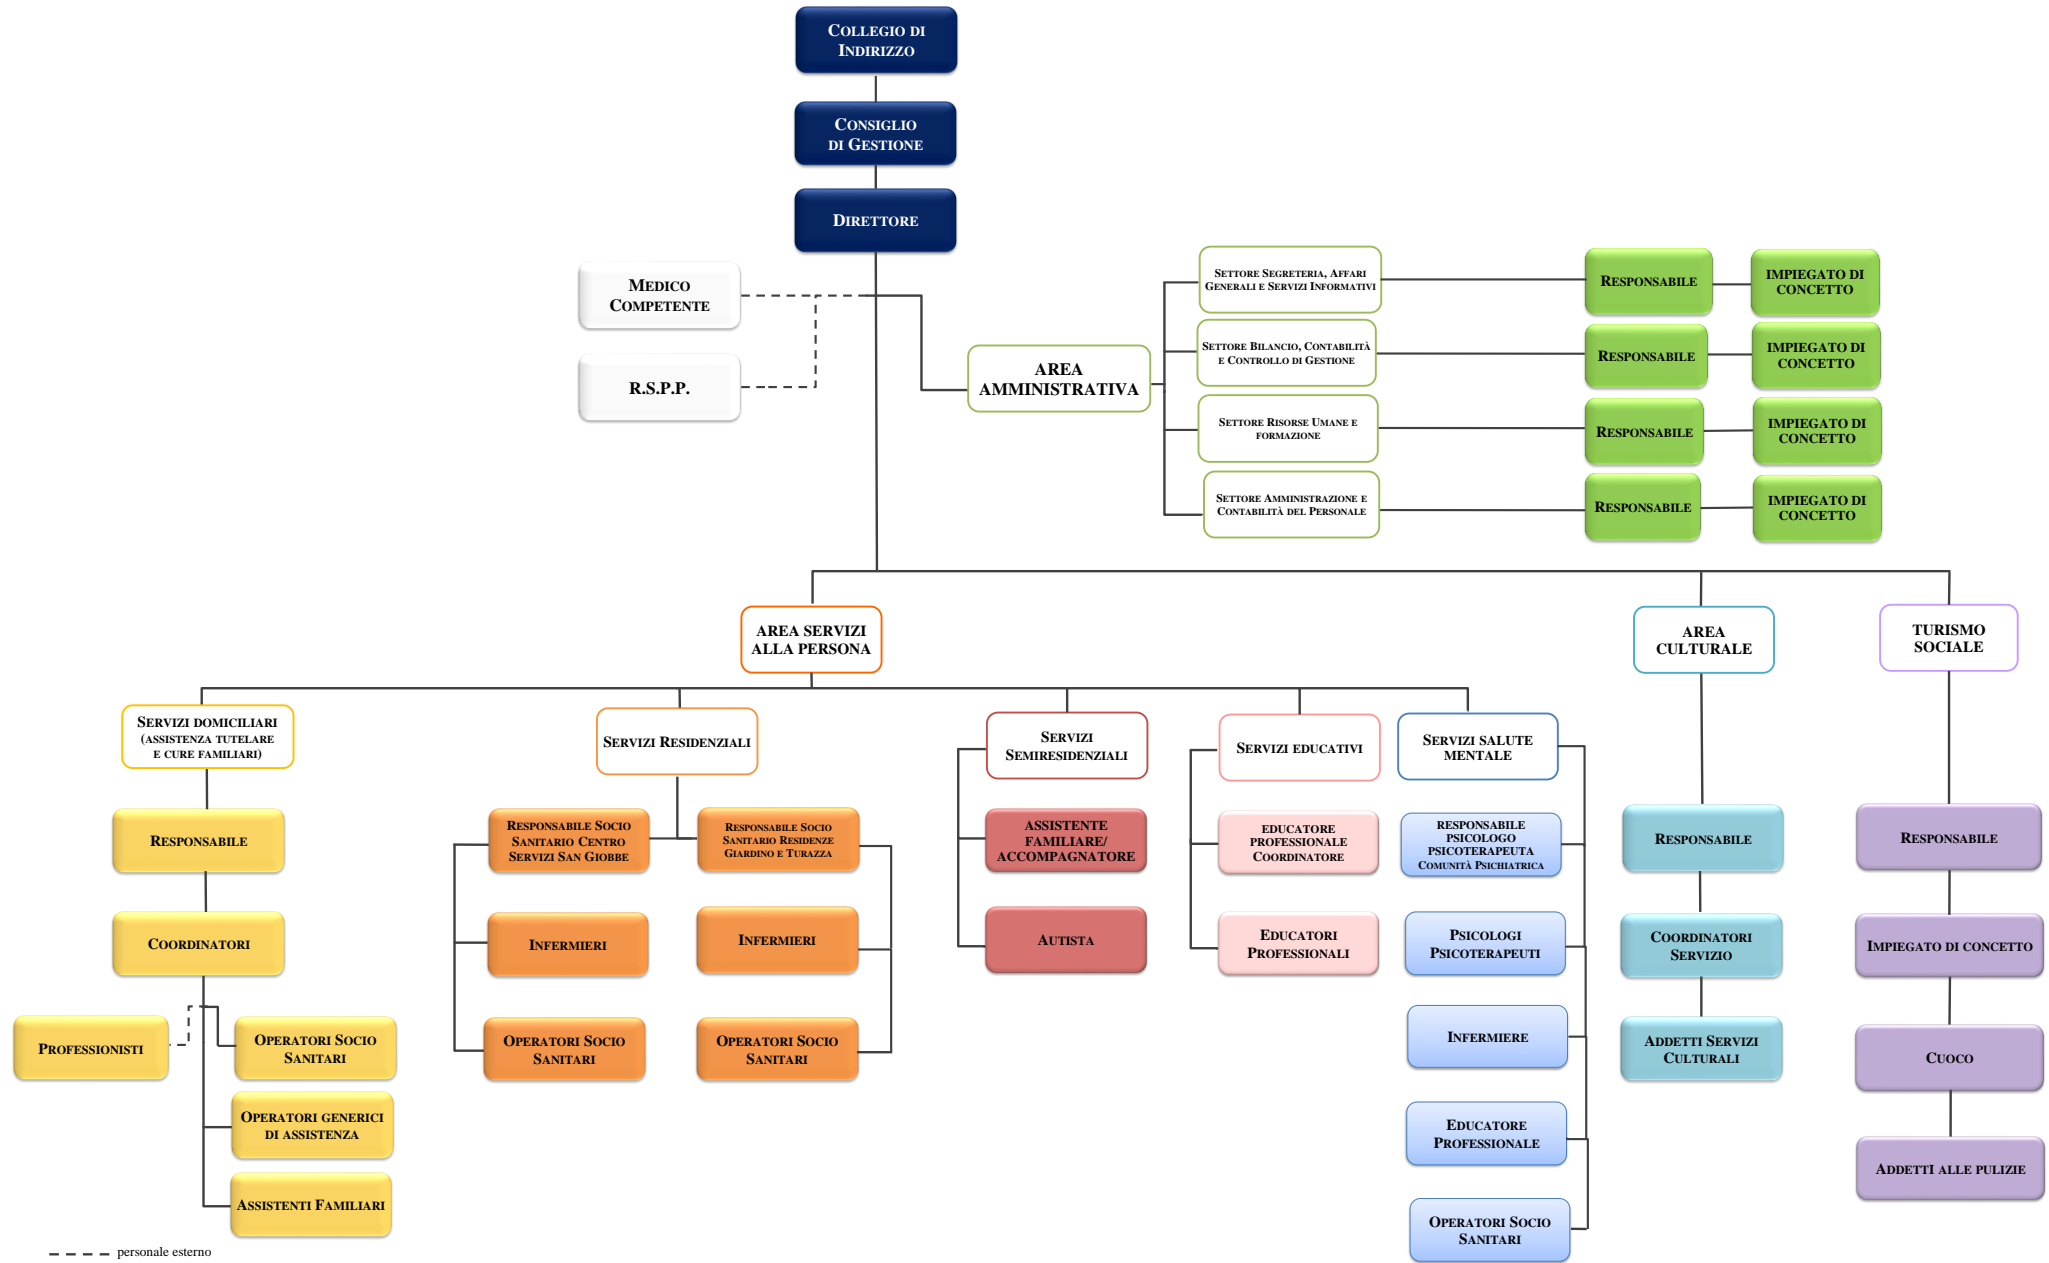 Collegio di
Indirizzo
Consiglio
di Gestione
Direttore
Medico
Competente
R.S.P.P.
AREA
AMMINISTRATIVA
Settore Segreteria, Affari
Generali e Servizi Informativi
Responsabile
IMPIEGATO DI
CONCETTO
Settore Bilancio, Contabilità
e Controllo di Gestione
Responsabile
IMPIEGATO DI
CONCETTO
Settore Risorse Umane e
formazione
Responsabile
IMPIEGATO DI
CONCETTO
Settore Amministrazione e
Contabilità del Personale
Responsabile
IMPIEGATO DI
CONCETTO
AREA SERVIZI
ALLA PERSONA
AREA
CULTURALE
TURISMO
SOCIALE
Servizi domiciliari
(assistenza tutelare
e cure familiari)
Responsabile
Coordinatori
Professionisti
Operatori Socio
Sanitari
Operatori generici
di assistenza
Assistenti Familiari
Servizi Residenziali
Responsabile Socio
Sanitario Centro
Servizi San Giobbe
Infermieri
Operatori Socio
Sanitari
Responsabile Socio
Sanitario Residenze
Giardino e Turazza
Infermieri
Operatori Socio
Sanitari
Servizi
Semiresidenziali
ASSISTENTE
FAMILIARE/
ACCOMPAGNATORE
Autista
Servizi educativi
educatore
professionale
Coordinatore
Educatori
Professionali
Servizi salute
mentale
responsabile
psicologo
psicoterapeuta
Comunità Psichiatrica
Psicologi
Psicoterapeuti
Infermiere
Educatore
Professionale
Operatori Socio
Sanitari
Responsabile
Coordinatori
Servizio
Addetti Servizi
Culturali
Responsabile
Impiegato di concetto
Cuoco
AddettI alle pulizie
personale esterno